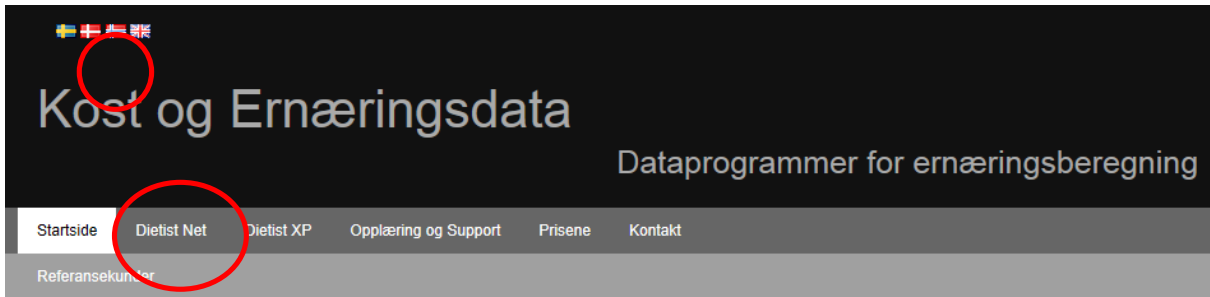 Kost og Ernæringsdata
Dataprogrammer for ernæringsberegning
Startside Dietist Net Dietist XP Opplæring og Support Prisene Kontakt
Referansekunder